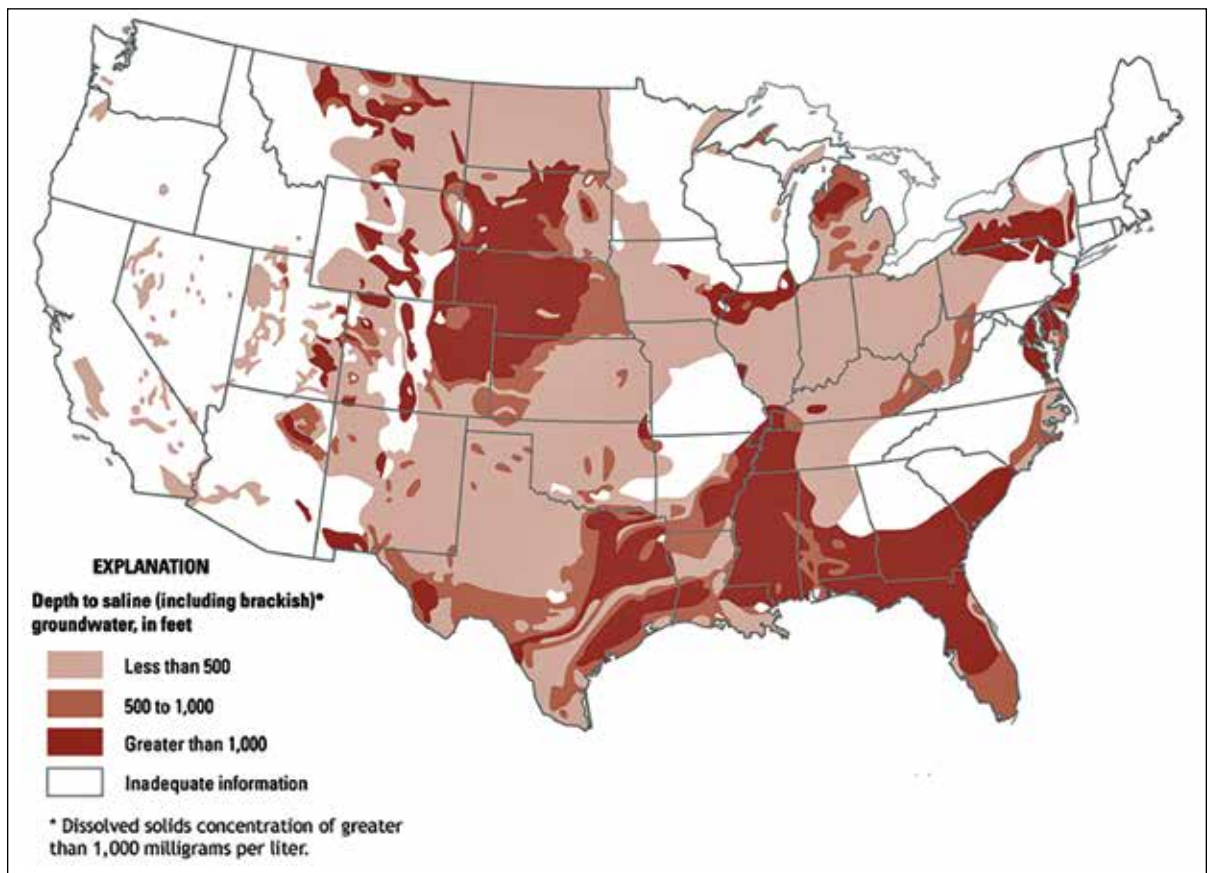 EXPLANATION
Depth to saline (including brackish)*
groundwater, in feet
Less than 500
500 to 1,000
Greater than 1,000
Inadequate information
* Dissolved solids concentration of greater
than 1,000 milligrams per liter.